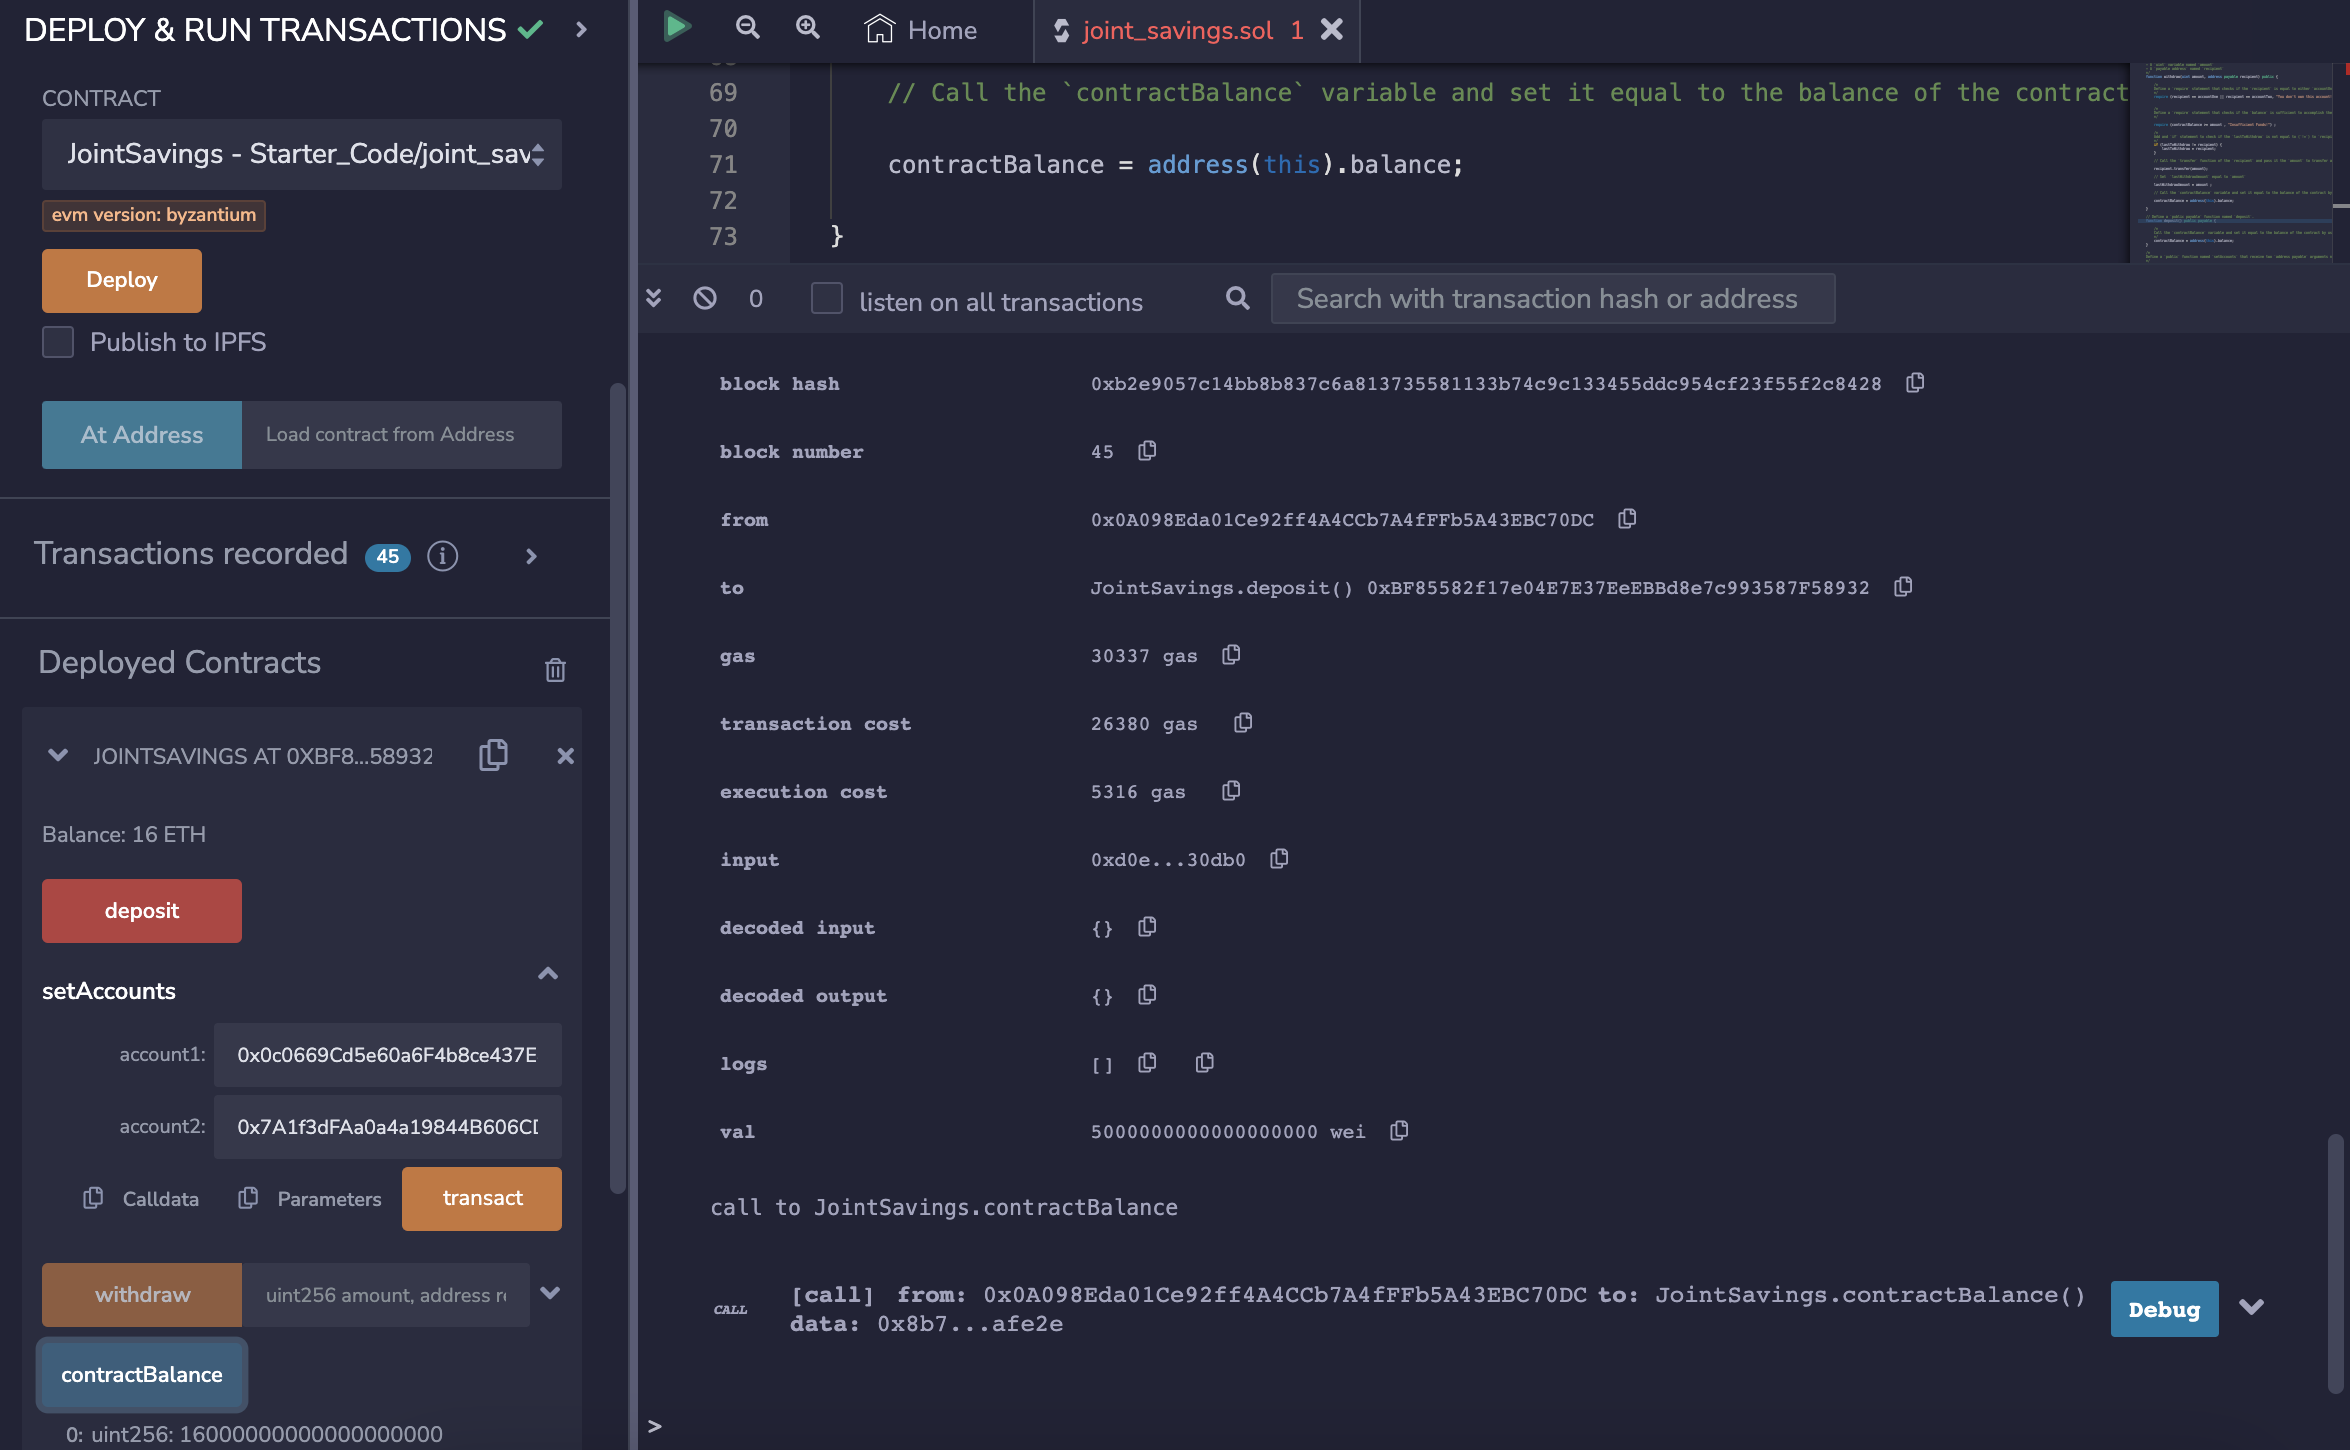 DEPLOY & RUN TRANSACTIONS
CONTRACT
JointSavings - Starter_Code/joint_sav
evm version: byzantium
Deploy
Publish to IPFS
At Address
Load contract from Address
Transactions recorded 45
Deployed Contracts
JOINTSAVINGS AT 0XBF8...58932
Balance: 16 ETH
deposit
setAccounts
account1: 0x0c0669Cd5e60a6F4b8ce437E
account2: 0x7A1f3dFAa0a4a19844B606CD
Calldata Parameters transact
withdraw uint256 amount, address re
contractBalance
0: uint256: 16000000000000000000
Home
joint_savings.sol 1
69 // Call the `contractBalance` variable and set it equal to the balance of the contract
70
71 contractBalance = address(this).balance;
72
73 }
0 listen on all transactions Search with transaction hash or address
block hash 0xb2e9057c14bb8b837c6a813735581133b74c9c133455ddc954cf23f55f2c8428
block number 45
from 0x0A098Eda01Ce92ff4A4CCb7A4fFFb5A43EBC70DC
to JointSavings.deposit() 0xBF85582f17e04E7E37EeEBBd8e7c993587F58932
gas 30337 gas
transaction cost 26380 gas
execution cost 5316 gas
input 0xd0e...30db0
decoded input {}
decoded output {}
logs []
val 5000000000000000000 wei
call to JointSavings.contractBalance
CALL [call] from: 0x0A098Eda01Ce92ff4A4CCb7A4fFFb5A43EBC70DC to: JointSavings.contractBalance()
data: 0x8b7...afe2e
Debug
>